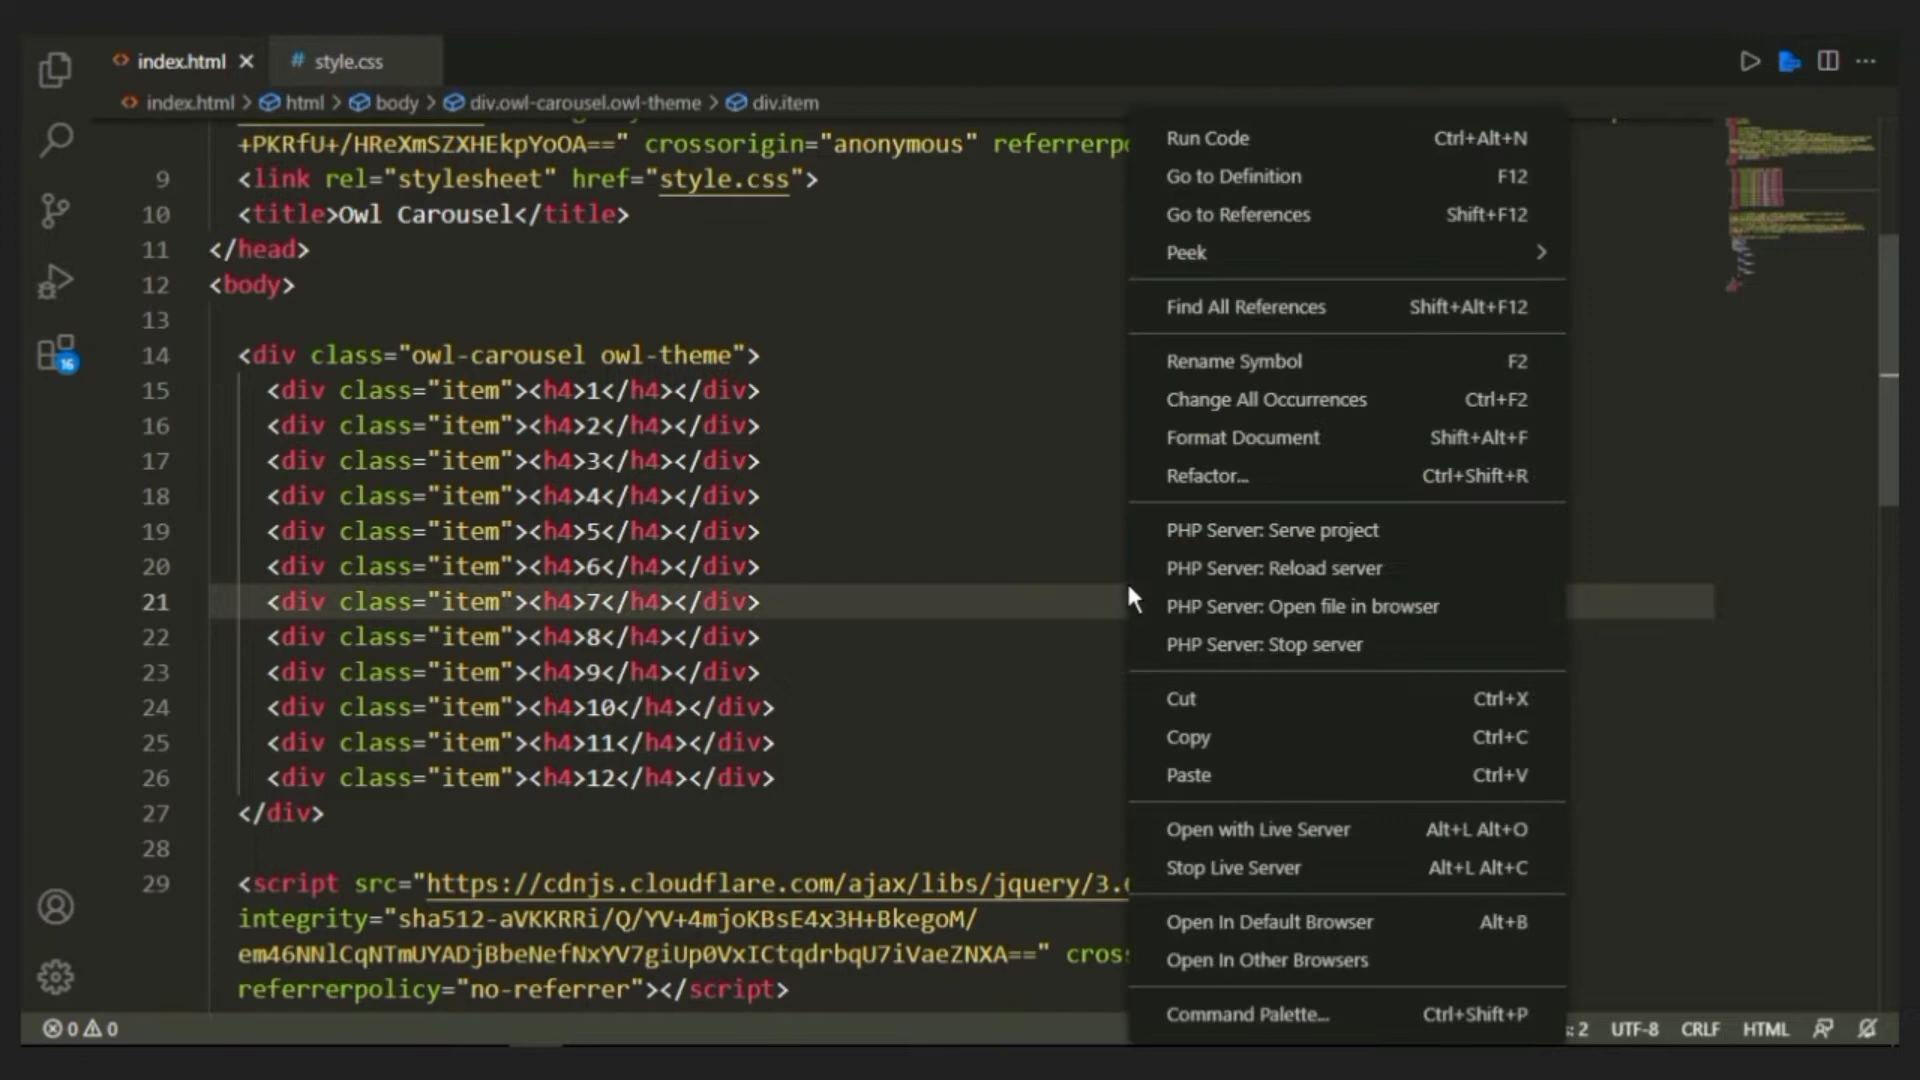 index.html
style.css
index.html > html > body > div.owl-carousel.owl-theme > div.item
+PKRfU+/HReXmSZXHEkpYoOA==" crossorigin="anonymous" referrerp
9 <link rel="stylesheet" href="style.css">
10 <title>Owl Carousel</title>
11 </head>
12 <body>
13
14 <div class="owl-carousel owl-theme">
15 <div class="item"><h4>1</h4></div>
16 <div class="item"><h4>2</h4></div>
17 <div class="item"><h4>3</h4></div>
18 <div class="item"><h4>4</h4></div>
19 <div class="item"><h4>5</h4></div>
20 <div class="item"><h4>6</h4></div>
21 <div class="item"><h4>7</h4></div>
22 <div class="item"><h4>8</h4></div>
23 <div class="item"><h4>9</h4></div>
24 <div class="item"><h4>10</h4></div>
25 <div class="item"><h4>11</h4></div>
26 <div class="item"><h4>12</h4></div>
27 </div>
28
29 <script src="https://cdnjs.cloudflare.com/ajax/libs/jquery/3.
integrity="sha512-aVKKRRi/Q/YV+4mjoKBsE4x3H+BkegoM/
em46NNlCqNTmUYADjBbeNefNxYV7giUp0VxICtqdrbqU7iVaeZNXA==" cros
referrerpolicy="no-referrer"></script>
16
Run Code Ctrl+Alt+N
Go to Definition F12
Go to References Shift+F12
Peek
Find All References Shift+Alt+F12
Rename Symbol F2
Change All Occurrences Ctrl+F2
Format Document Shift+Alt+F
Refactor... Ctrl+Shift+R
PHP Server: Serve project
PHP Server: Reload server
PHP Server: Open file in browser
PHP Server: Stop server
Cut Ctrl+X
Copy Ctrl+C
Paste Ctrl+V
Open with Live Server Alt+L Alt+O
Stop Live Server Alt+L Alt+C
Open In Default Browser Alt+B
Open In Other Browsers
Command Palette... Ctrl+Shift+P
0 0
: 2 UTF-8 CRLF HTML